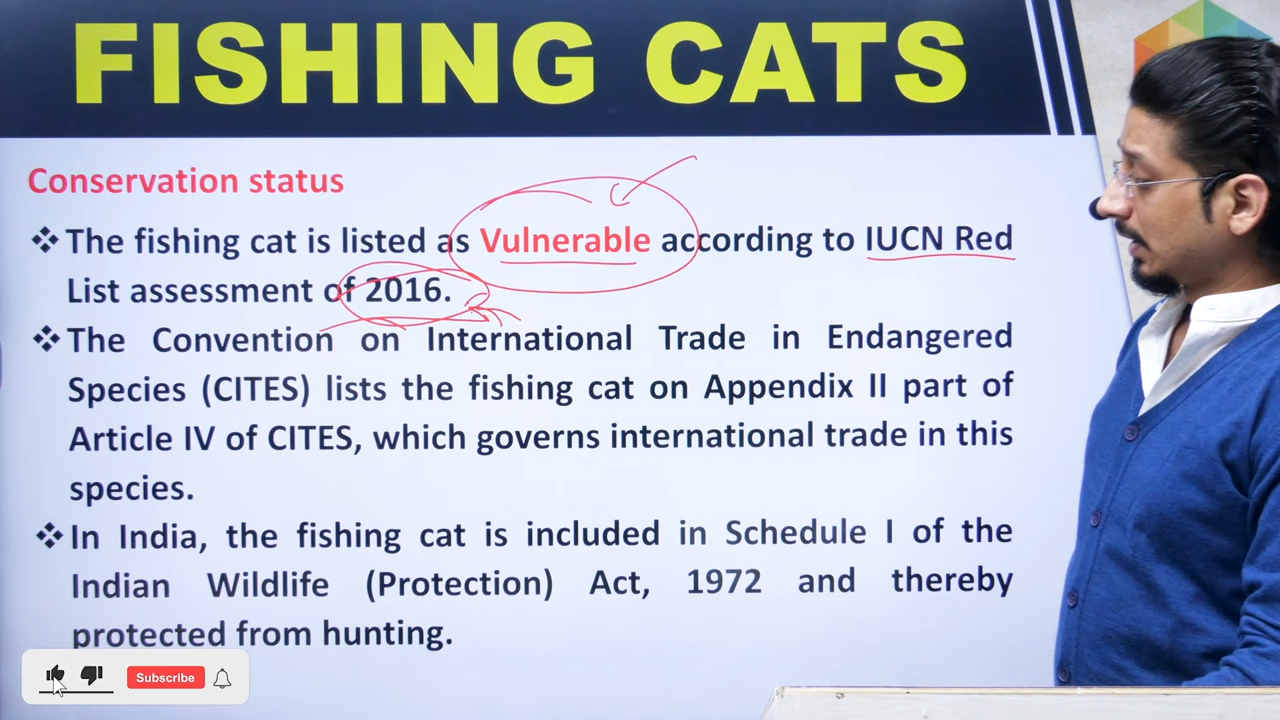 FISHING CATS
Conservation status
❖ The fishing cat is listed as Vulnerable according to IUCN Red
List assessment of 2016.
❖ The Convention on International Trade in Endangered
Species (CITES) lists the fishing cat on Appendix II part of
Article IV of CITES, which governs international trade in this
species.
❖ In India, the fishing cat is included in Schedule I of the
Indian Wildlife (Protection) Act, 1972 and thereby
protected from hunting.
Subscribe